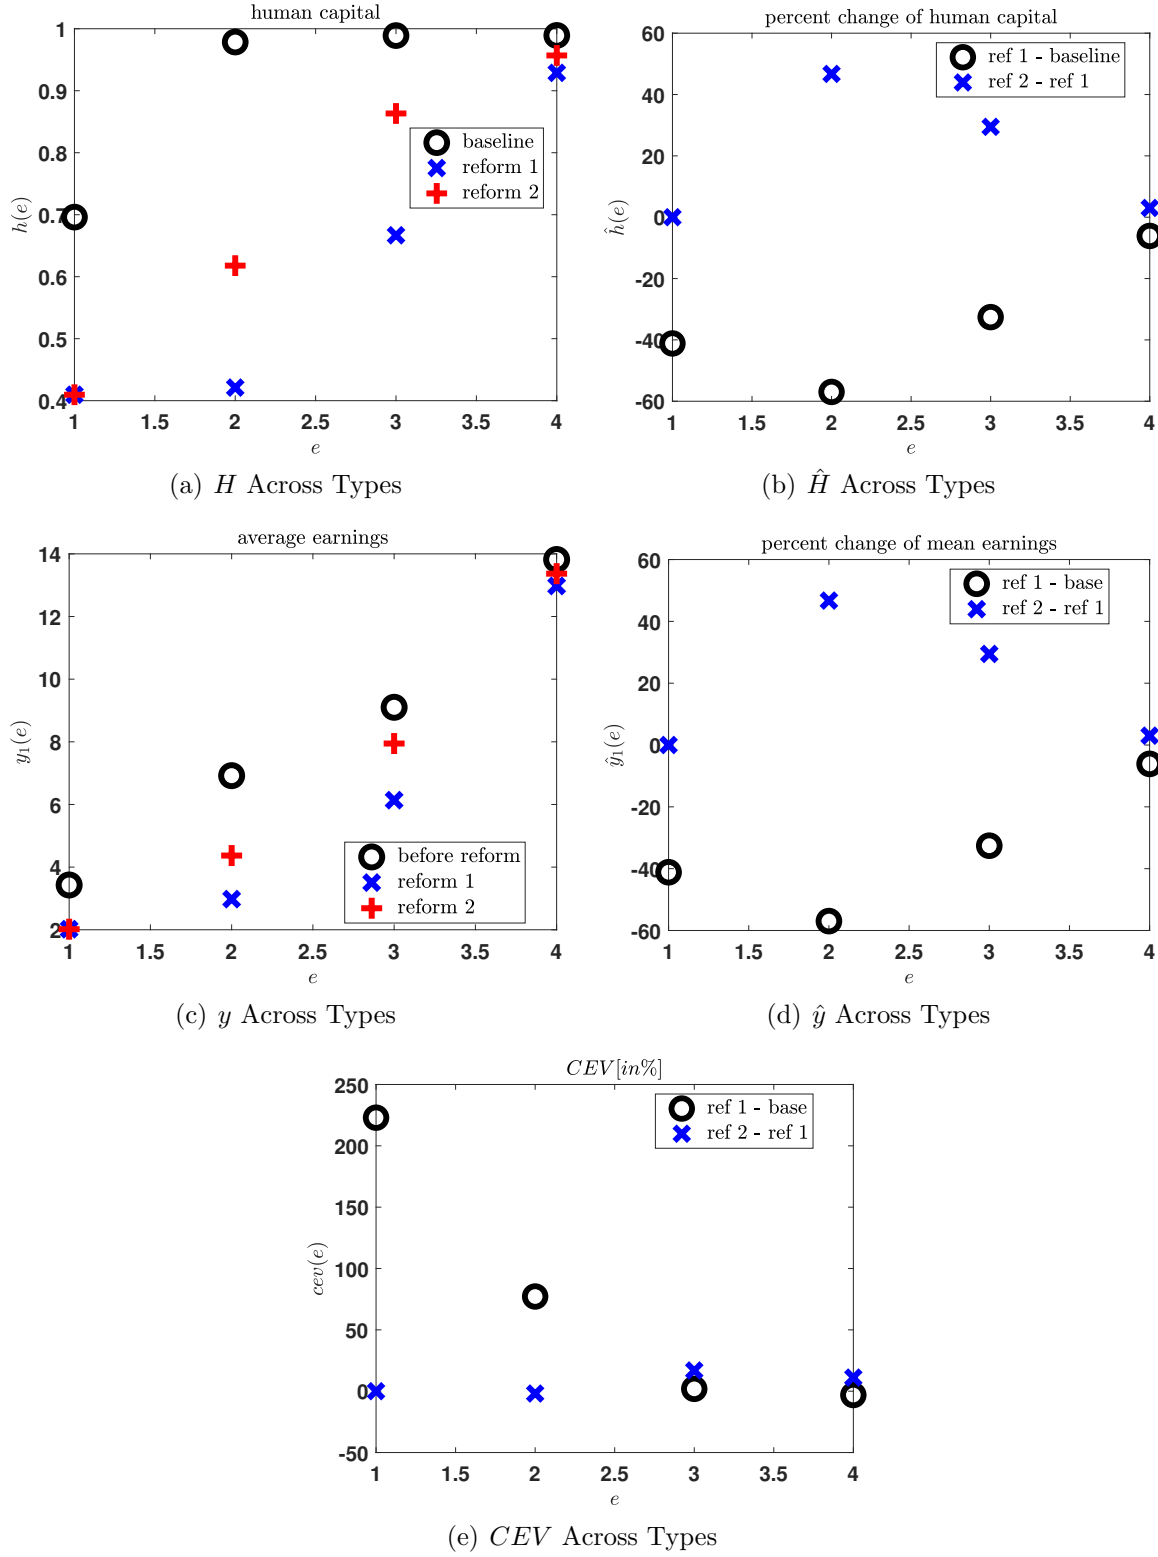 human capital
1
0.9
0.8
0.7
0.6
0.5
0.4
1 1.5 2 2.5 3 3.5 4
h(e)
e
baseline
reform 1
reform 2
(a) H Across Types
percent change of human capital
60
40
20
0
-20
-40
-60
1 1.5 2 2.5 3 3.5 4
ĥ(e)
e
ref 1 - baseline
ref 2 - ref 1
(b) Ĥ Across Types
average earnings
14
12
10
8
6
4
2
1 1.5 2 2.5 3 3.5 4
y₁(e)
e
before reform
reform 1
reform 2
(c) y Across Types
percent change of mean earnings
60
40
20
0
-20
-40
-60
1 1.5 2 2.5 3 3.5 4
ŷ₁(e)
e
ref 1 - base
ref 2 - ref 1
(d) ŷ Across Types
CEV[in%]
250
200
150
100
50
0
-50
1 1.5 2 2.5 3 3.5 4
cev(e)
e
ref 1 - base
ref 2 - ref 1
(e) CEV Across Types